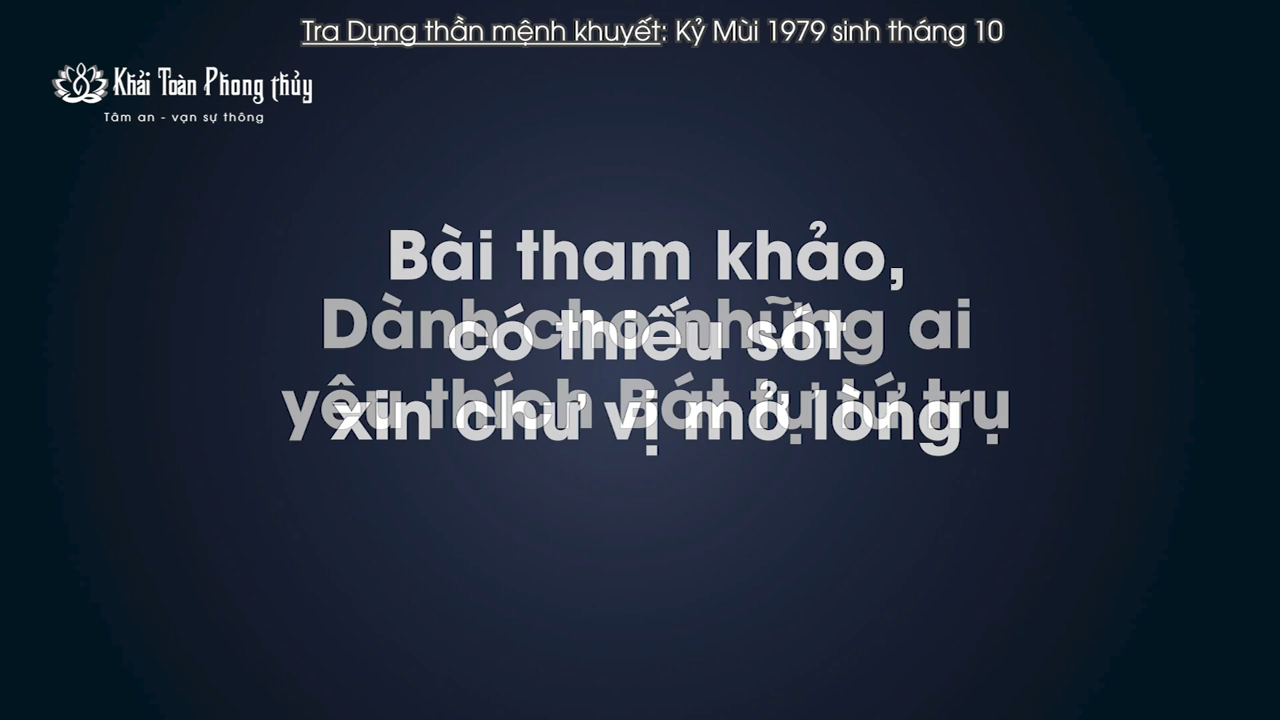 Tra Dụng thần mệnh khuyết: Kỷ Mùi 1979 sinh tháng 10
Khải Toàn Phong thủy
Tâm an - vạn sự thông
Bài tham khảo,
có thiếu sót
xin chư vị mở lòng
Dành cho những ai
yêu thích Bát tự tứ trụ